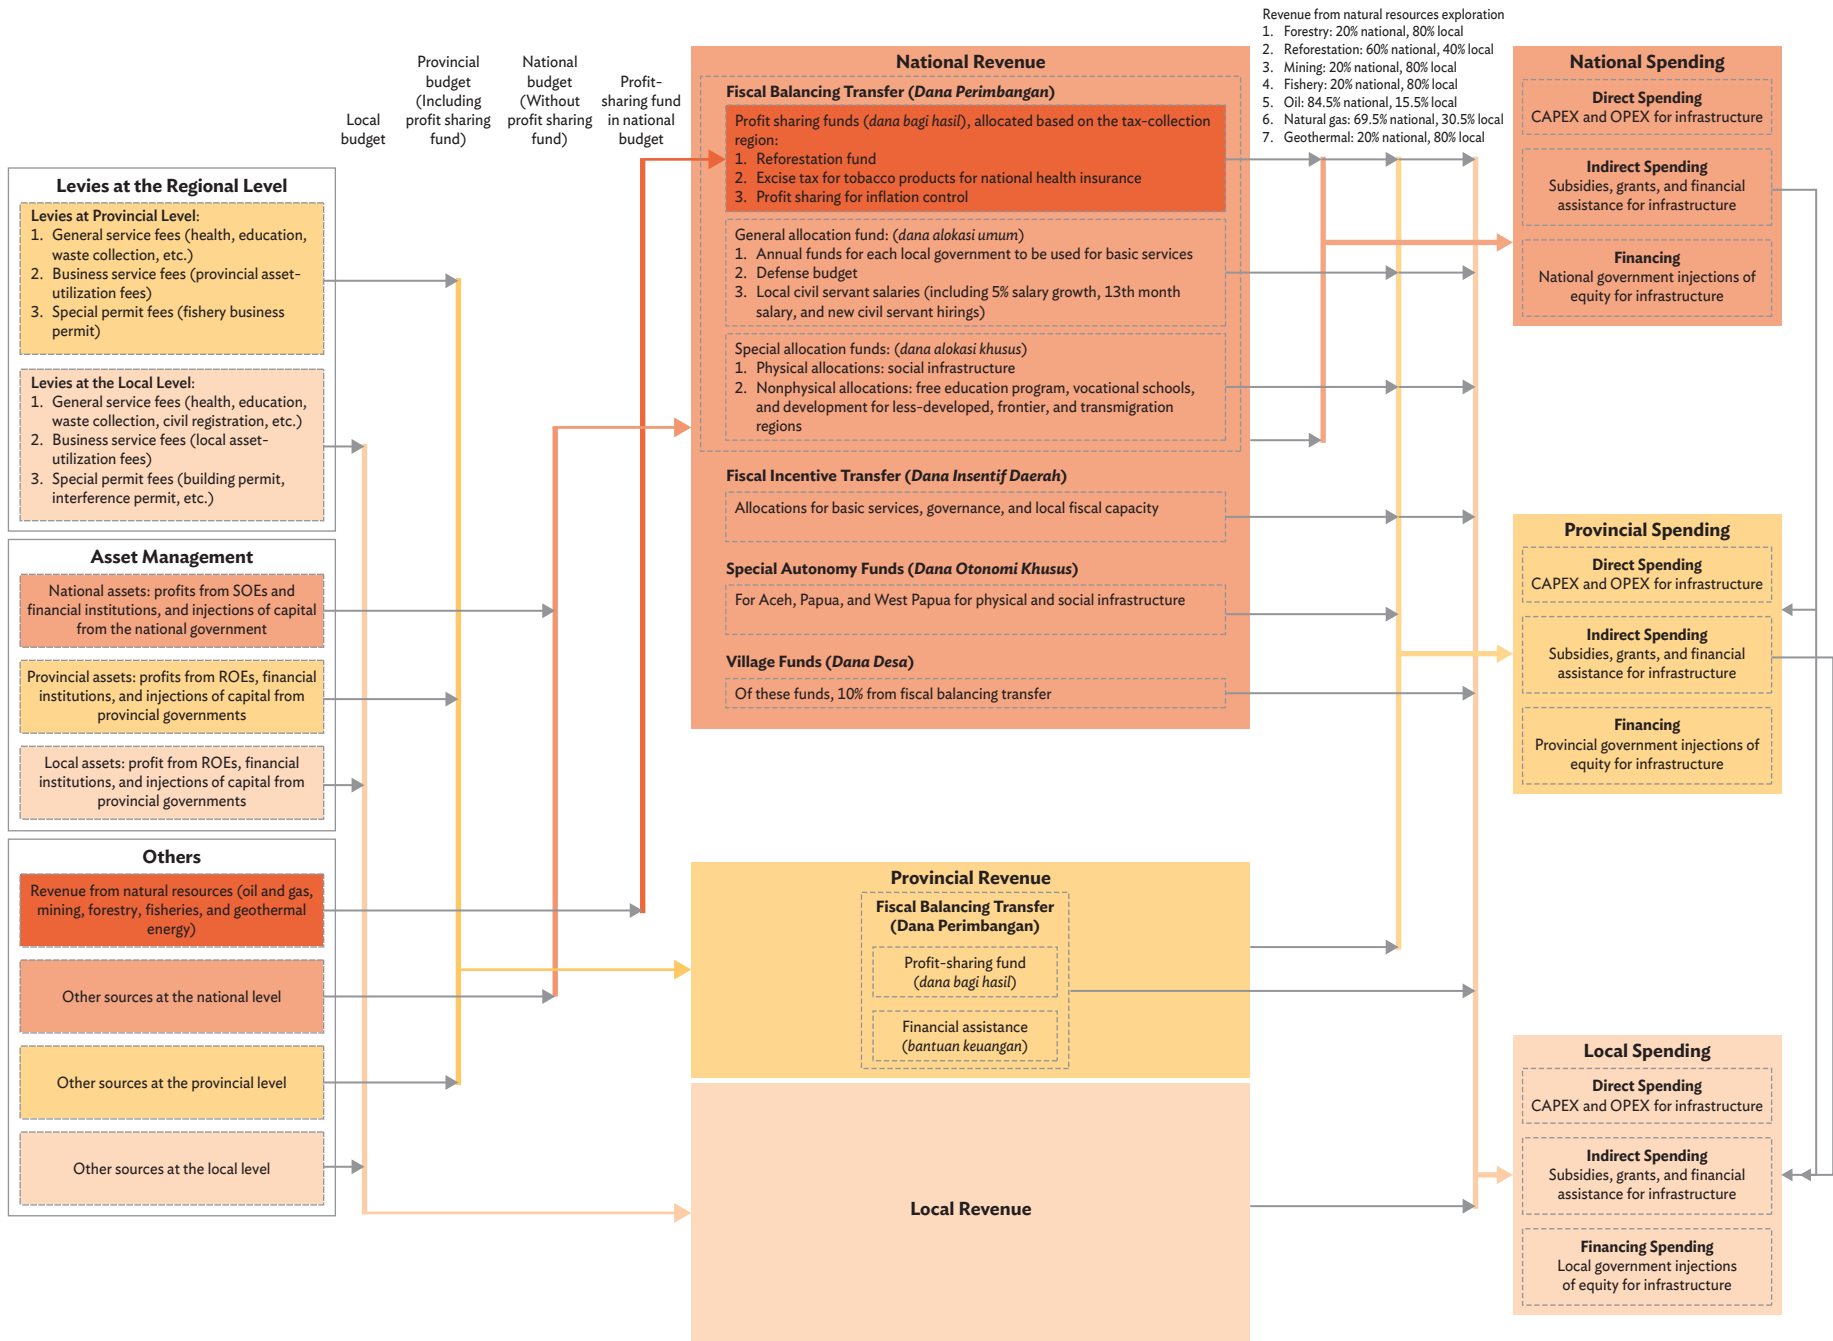 Revenue from natural resources exploration
1. Forestry: 20% national, 80% local
2. Reforestation: 60% national, 40% local
3. Mining: 20% national, 80% local
4. Fishery: 20% national, 80% local
5. Oil: 84.5% national, 15.5% local
6. Natural gas: 69.5% national, 30.5% local
7. Geothermal: 20% national, 80% local
Local
budget
Provincial
budget
(Including
profit sharing
fund)
National
budget
(Without
profit sharing
fund)
Profit-
sharing fund
in national
budget
Levies at the Regional Level
Levies at Provincial Level:
1. General service fees (health, education,
waste collection, etc.)
2. Business service fees (provincial asset-
utilization fees)
3. Special permit fees (fishery business
permit)
Levies at the Local Level:
1. General service fees (health, education,
waste collection, civil registration, etc.)
2. Business service fees (local asset-
utilization fees)
3. Special permit fees (building permit,
interference permit, etc.)
Asset Management
National assets: profits from SOEs and
financial institutions, and injections of capital
from the national government
Provincial assets: profits from ROEs, financial
institutions, and injections of capital from
provincial governments
Local assets: profit from ROEs, financial
institutions, and injections of capital from
provincial governments
Others
Revenue from natural resources (oil and gas,
mining, forestry, fisheries, and geothermal
energy)
Other sources at the national level
Other sources at the provincial level
Other sources at the local level
National Revenue
Fiscal Balancing Transfer (Dana Perimbangan)
Profit sharing funds (dana bagi hasil), allocated based on the tax-collection
region:
1. Reforestation fund
2. Excise tax for tobacco products for national health insurance
3. Profit sharing for inflation control
General allocation fund: (dana alokasi umum)
1. Annual funds for each local government to be used for basic services
2. Defense budget
3. Local civil servant salaries (including 5% salary growth, 13th month
salary, and new civil servant hirings)
Special allocation funds: (dana alokasi khusus)
1. Physical allocations: social infrastructure
2. Nonphysical allocations: free education program, vocational schools,
and development for less-developed, frontier, and transmigration
regions
Fiscal Incentive Transfer (Dana Insentif Daerah)
Allocations for basic services, governance, and local fiscal capacity
Special Autonomy Funds (Dana Otonomi Khusus)
For Aceh, Papua, and West Papua for physical and social infrastructure
Village Funds (Dana Desa)
Of these funds, 10% from fiscal balancing transfer
Provincial Revenue
Fiscal Balancing Transfer
(Dana Perimbangan)
Profit-sharing fund
(dana bagi hasil)
Financial assistance
(bantuan keuangan)
Local Revenue
National Spending
Direct Spending
CAPEX and OPEX for infrastructure
Indirect Spending
Subsidies, grants, and financial
assistance for infrastructure
Financing
National government injections of
equity for infrastructure
Provincial Spending
Direct Spending
CAPEX and OPEX for infrastructure
Indirect Spending
Subsidies, grants, and financial
assistance for infrastructure
Financing
Provincial government injections of
equity for infrastructure
Local Spending
Direct Spending
CAPEX and OPEX for infrastructure
Indirect Spending
Subsidies, grants, and financial
assistance for infrastructure
Financing Spending
Local government injections
of equity for infrastructure